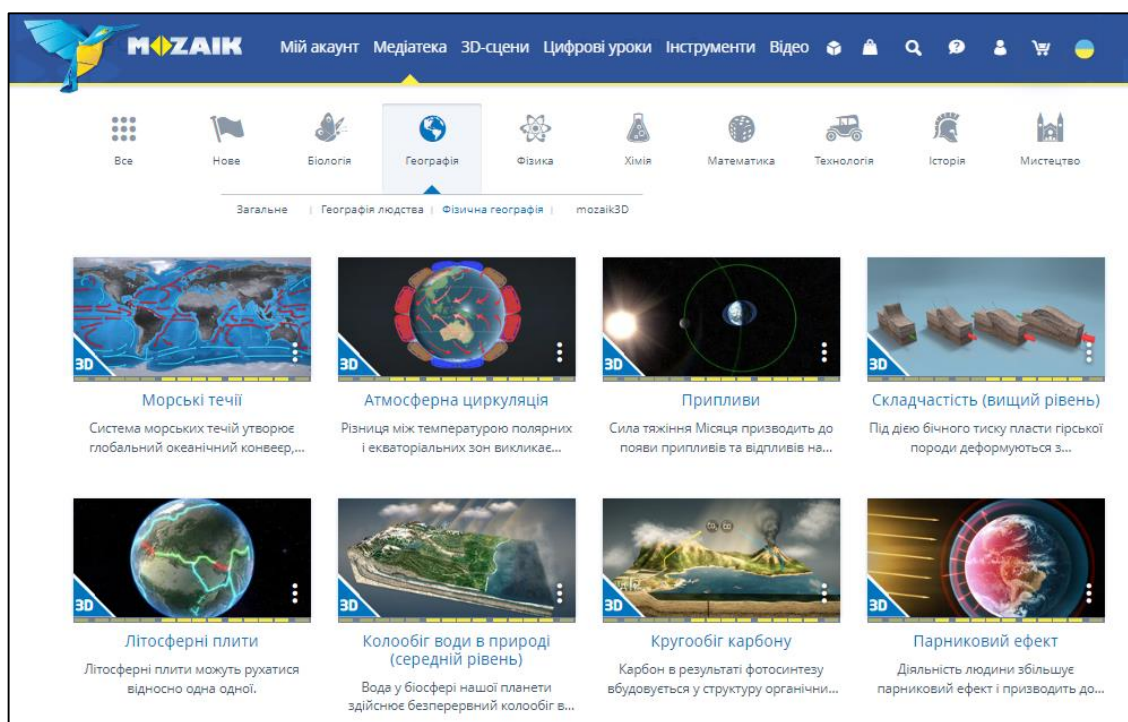 MOZAIK Мій акаунт Медіатека 3D-сцени Цифрові уроки Інструменти Відео
Все Нове Біологія Географія Фізика Хімія Математика Технологія Історія Мистецтво
Загальне | Географія людства | Фізична географія | mozaik3D
3D 3D 3D 3D
Морські течії
Система морських течій утворює
глобальний океанічний конвеєр,...
Атмосферна циркуляція
Різниця між температурою полярних
і екваторіальних зон викликає...
Припливи
Сила тяжіння Місяця призводить до
появи припливів та відпливів на...
Складчастість (вищий рівень)
Під дією бічного тиску пласти гірської
породи деформуються з...
3D 3D 3D 3D
Літосферні плити
Літосферні плити можуть рухатися
відносно одна одної.
Колообіг води в природі
(середній рівень)
Вода у біосфері нашої планети
здійснює безперервний колообіг в...
Кругообіг карбону
Карбон в результаті фотосинтезу
вбудовується у структуру органічни...
Парниковий ефект
Діяльність людини збільшує
парниковий ефект і призводить до...